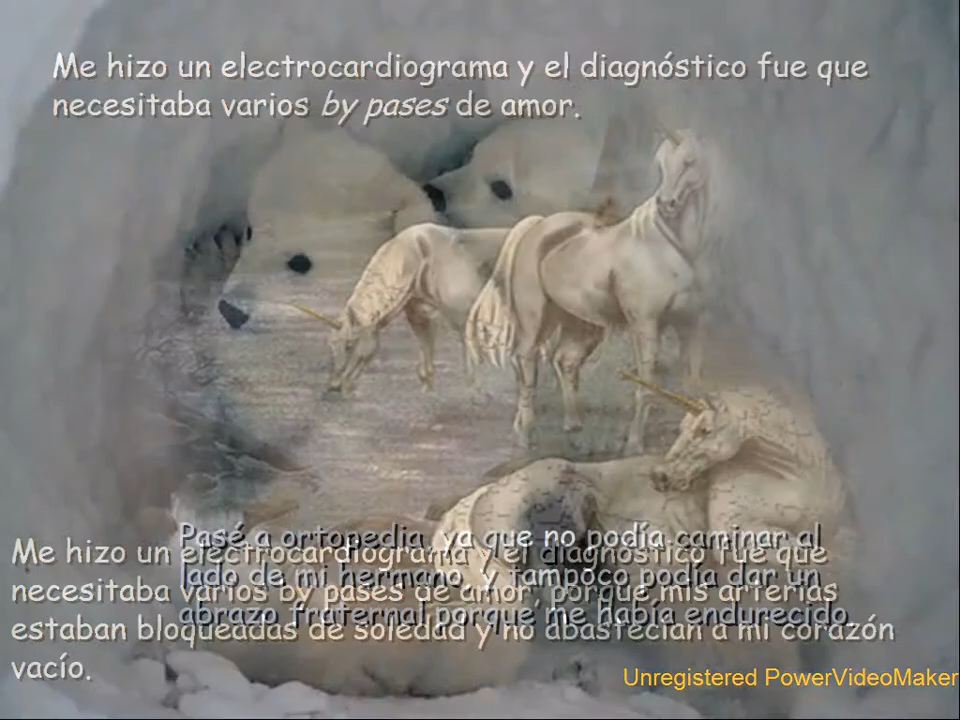 Me hizo un electrocardiograma y el diagnóstico fue que
necesitaba varios by pases de amor.
Pasé a ortopedia, ya que no podía caminar al
lado de mi hermano, y tampoco podía dar un
abrazo fraternal porque me había endurecido.
Me hizo un electrocardiograma y el diagnóstico fue que
necesitaba varios by pases de amor, porque mis arterias
estaban bloqueadas de soledad y no abastecían a mi corazón
vacío.
Unregistered PowerVideoMaker